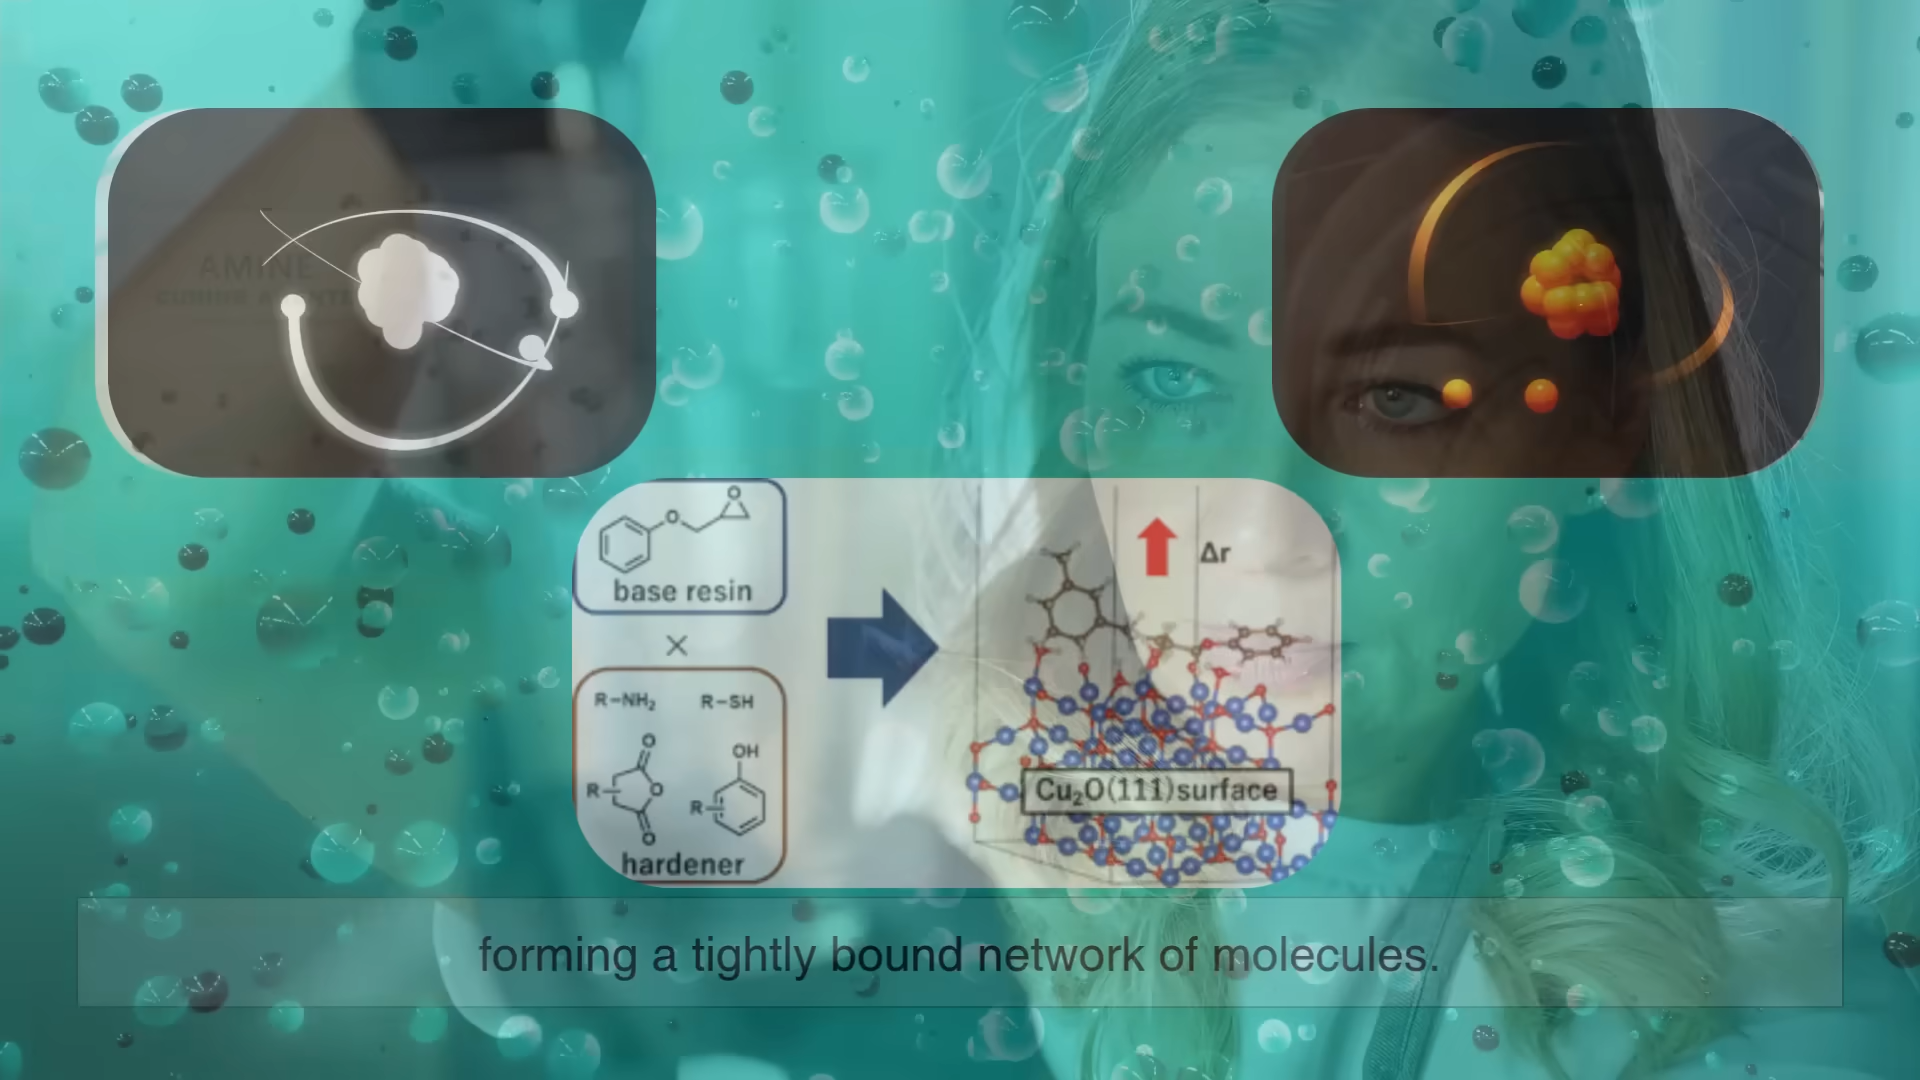 AMINE
base resin
×
R-NH₂ R-SH
O
O
R
O
OH
R
hardener
Δr
Cu₂O(111)surface
forming a tightly bound network of molecules.